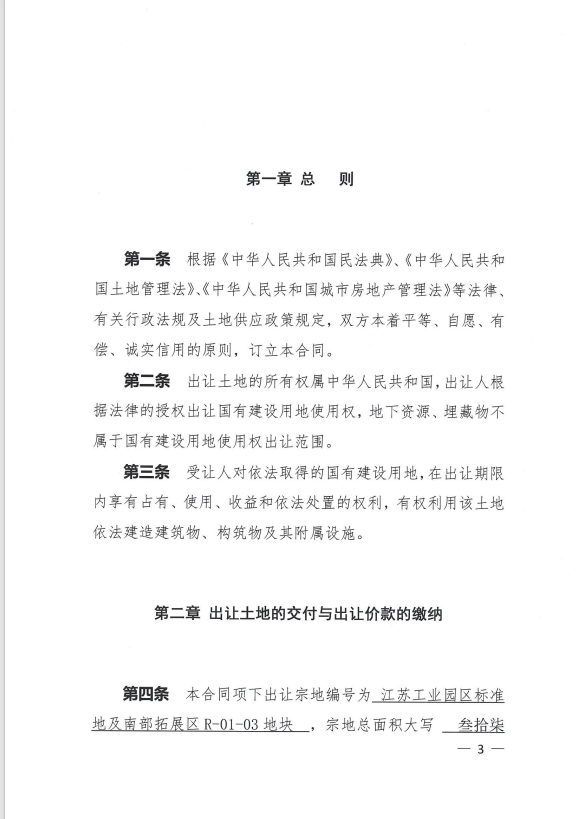 第一章 总 则
第一条 根据《中华人民共和国民法典》、《中华人民共和
国土地管理法》、《中华人民共和国城市房地产管理法》等法律、
有关行政法规及土地供应政策规定，双方本着平等、自愿、有
偿、诚实信用的原则，订立本合同。
第二条 出让土地的所有权属中华人民共和国，出让人根
据法律的授权出让国有建设用地使用权，地下资源、埋藏物不
属于国有建设用地使用权出让范围。
第三条 受让人对依法取得的国有建设用地，在出让期限
内享有占有、使用、收益和依法处置的权利，有权利用该土地
依法建造建筑物、构筑物及其附属设施。
第二章 出让土地的交付与出让价款的缴纳
第四条 本合同项下出让宗地编号为 江苏工业园区标准
地及南部拓展区 R-01-03 地块 ，宗地总面积大写 叁拾柒
— 3 —